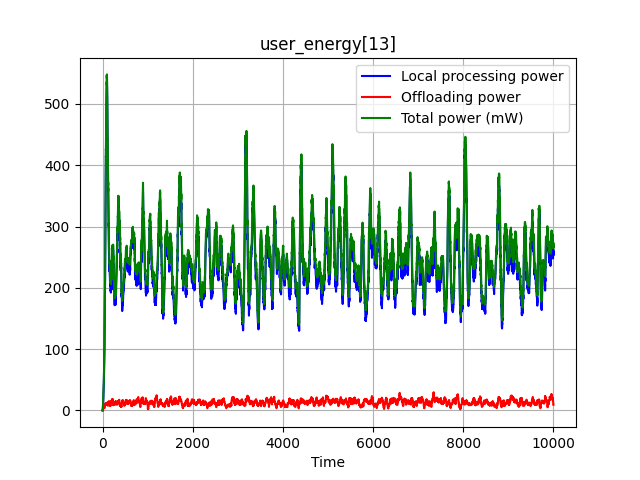 user_energy[13]
Local processing power
Offloading power
Total power (mW)
500
400
300
200
100
0
0 2000 4000 6000 8000 10000
Time